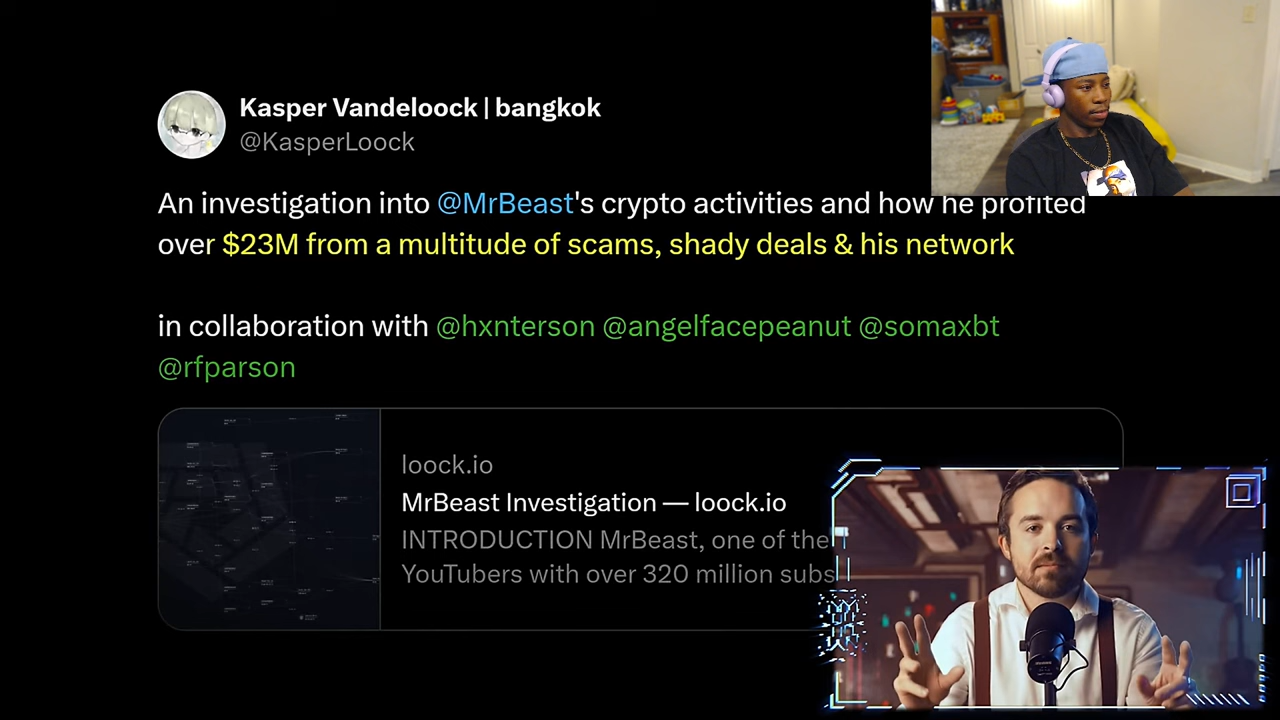 Kasper Vandeloock | bangkok
@KasperLoock
An investigation into @MrBeast's crypto activities and how he profited
over $23M from a multitude of scams, shady deals & his network
in collaboration with @hxnterson @angelfacepeanut @somaxbt
@rfparson
loock.io
MrBeast Investigation — loock.io
INTRODUCTION MrBeast, one of the
YouTubers with over 320 million subs